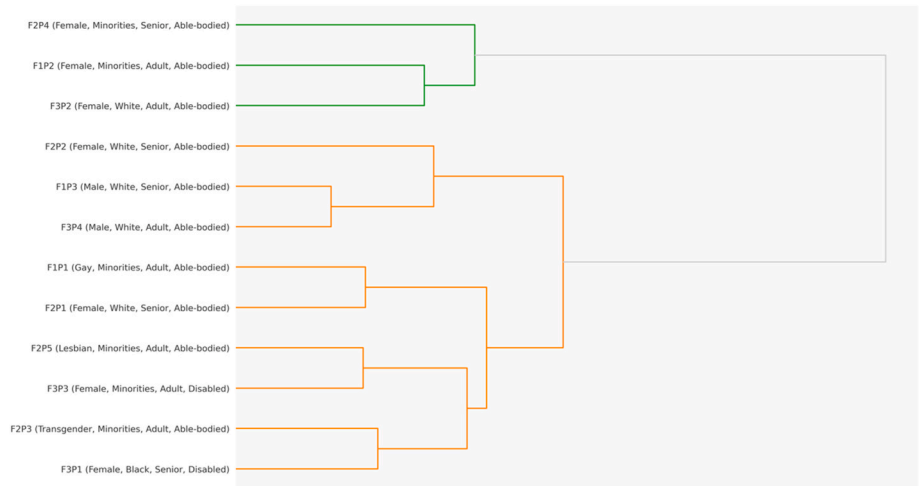 F2P4 (Female, Minorities, Senior, Able-bodied)
F1P2 (Female, Minorities, Adult, Able-bodied)
F3P2 (Female, White, Adult, Able-bodied)
F2P2 (Female, White, Senior, Able-bodied)
F1P3 (Male, White, Senior, Able-bodied)
F3P4 (Male, White, Adult, Able-bodied)
F1P1 (Gay, Minorities, Adult, Able-bodied)
F2P1 (Female, White, Senior, Able-bodied)
F2P5 (Lesbian, Minorities, Adult, Able-bodied)
F3P3 (Female, Minorities, Adult, Disabled)
F2P3 (Transgender, Minorities, Adult, Able-bodied)
F3P1 (Female, Black, Senior, Disabled)